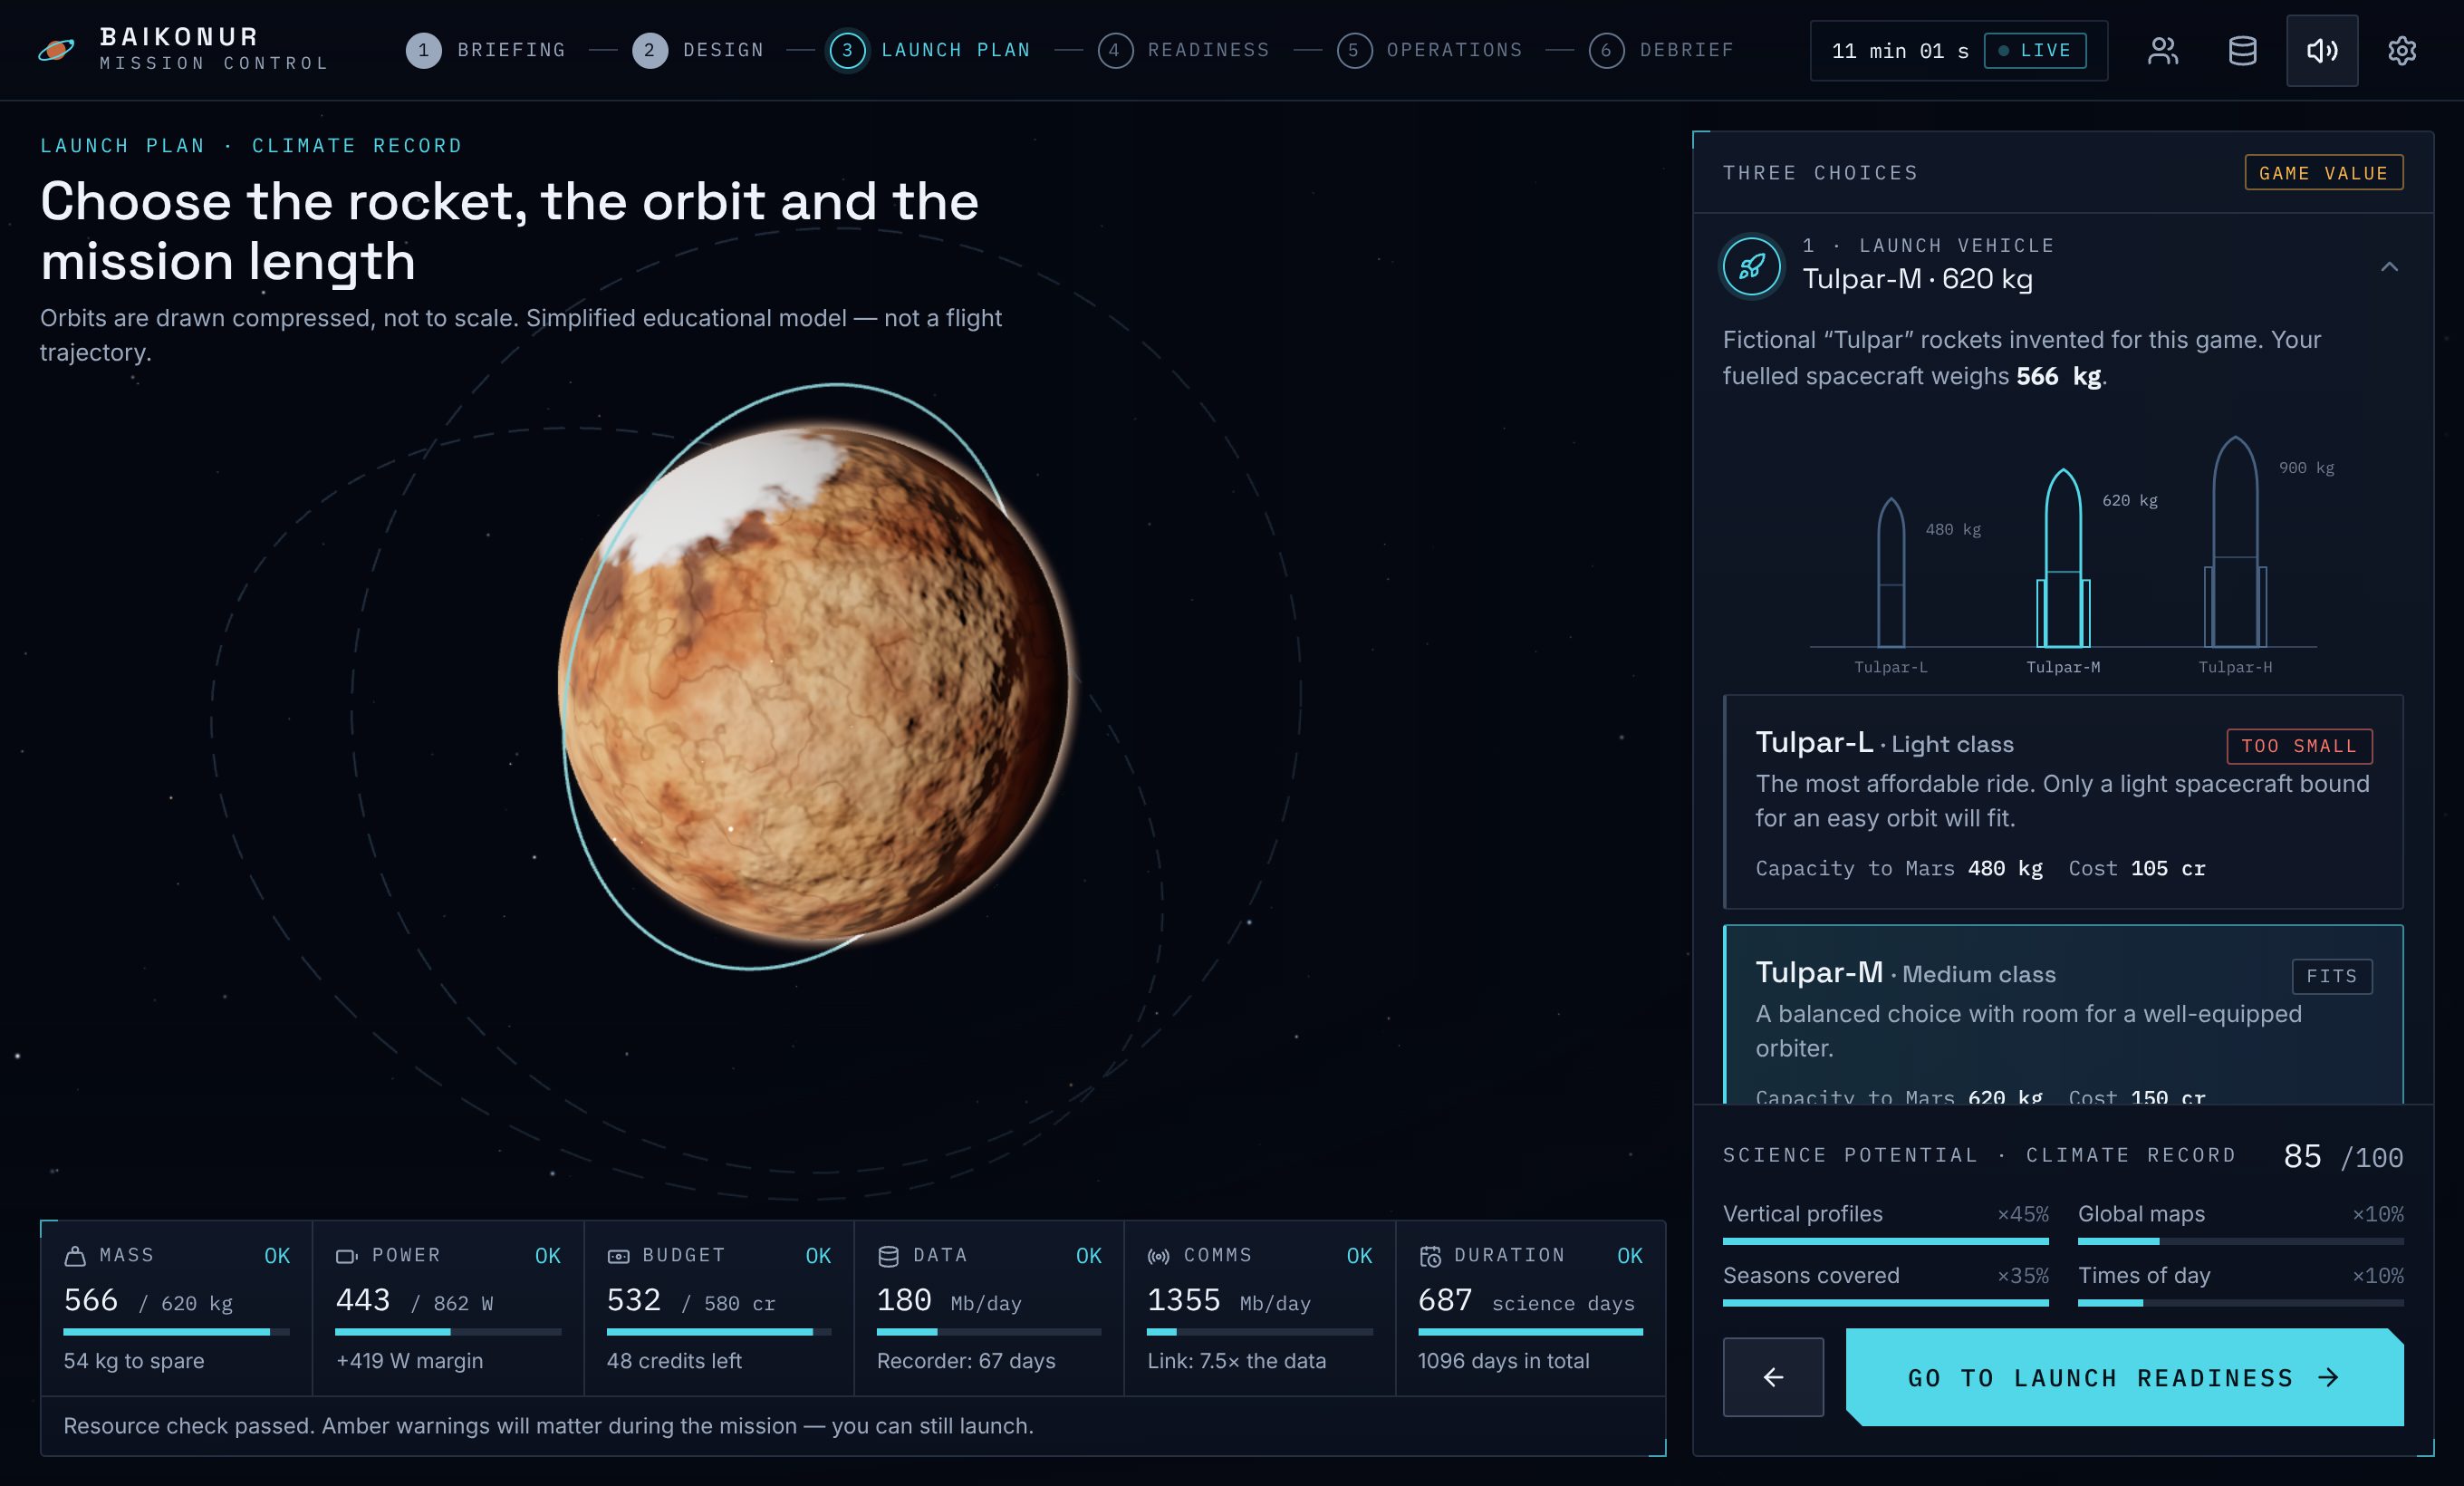 BAIKONUR
MISSION CONTROL
1 BRIEFING
2 DESIGN
3 LAUNCH PLAN
4 READINESS
5 OPERATIONS
6 DEBRIEF
11 min 01 s
LIVE
LAUNCH PLAN · CLIMATE RECORD
Choose the rocket, the orbit and the
mission length
Orbits are drawn compressed, not to scale. Simplified educational model — not a flight
trajectory.
MASS OK
566 / 620 kg
54 kg to spare
POWER OK
443 / 862 W
+419 W margin
BUDGET OK
532 / 580 cr
48 credits left
DATA OK
180 Mb/day
Recorder: 67 days
COMMS OK
1355 Mb/day
Link: 7.5× the data
DURATION OK
687 science days
1096 days in total
Resource check passed. Amber warnings will matter during the mission — you can still launch.
THREE CHOICES
GAME VALUE
1 · LAUNCH VEHICLE
Tulpar-M · 620 kg
Fictional “Tulpar” rockets invented for this game. Your
fuelled spacecraft weighs 566 kg.
480 kg
620 kg
900 kg
Tulpar-L
Tulpar-M
Tulpar-H
Tulpar-L · Light class
TOO SMALL
The most affordable ride. Only a light spacecraft bound
for an easy orbit will fit.
Capacity to Mars 480 kg Cost 105 cr
Tulpar-M · Medium class
FITS
A balanced choice with room for a well-equipped
orbiter.
Capacity to Mars 620 kg Cost 150 cr
SCIENCE POTENTIAL · CLIMATE RECORD 85 /100
Vertical profiles ×45%
Global maps ×10%
Seasons covered ×35%
Times of day ×10%
GO TO LAUNCH READINESS